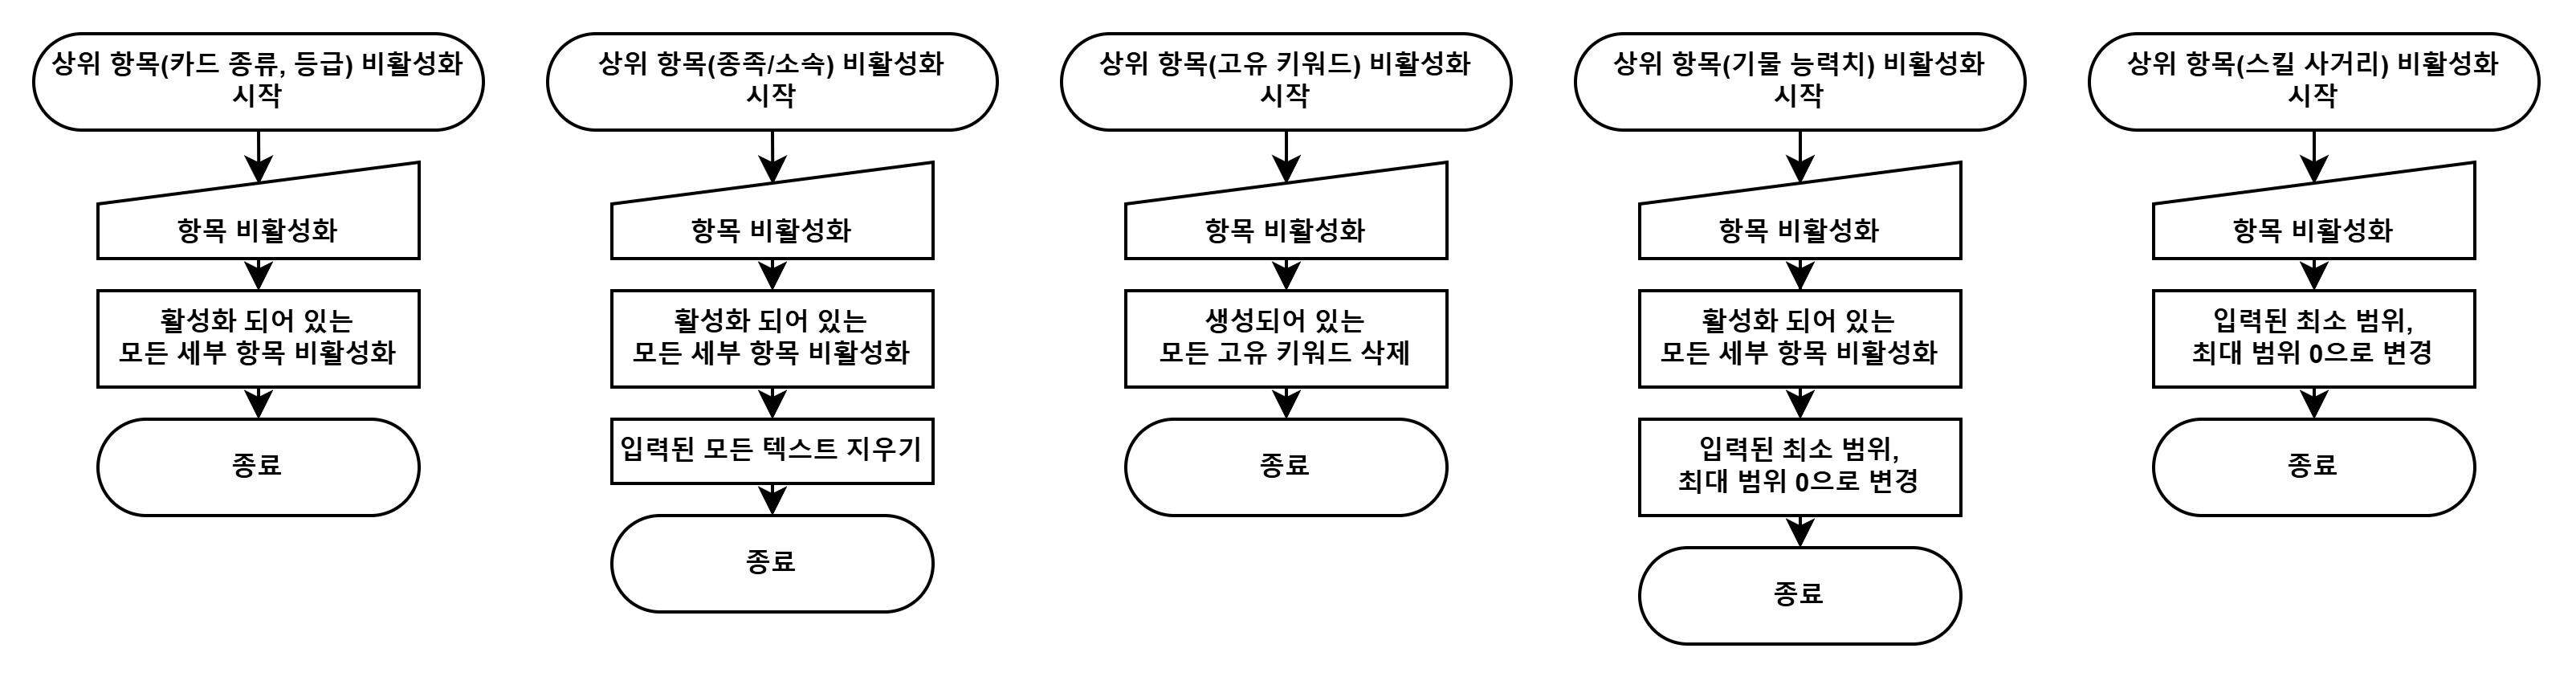 상위 항목(카드 종류, 등급) 비활성화
시작
항목 비활성화
활성화 되어 있는
모든 세부 항목 비활성화
종료
상위 항목(종족/소속) 비활성화
시작
항목 비활성화
활성화 되어 있는
모든 세부 항목 비활성화
입력된 모든 텍스트 지우기
종료
상위 항목(고유 키워드) 비활성화
시작
항목 비활성화
생성되어 있는
모든 고유 키워드 삭제
종료
상위 항목(기물 능력치) 비활성화
시작
항목 비활성화
활성화 되어 있는
모든 세부 항목 비활성화
입력된 최소 범위,
최대 범위 0으로 변경
종료
상위 항목(스킬 사거리) 비활성화
시작
항목 비활성화
입력된 최소 범위,
최대 범위 0으로 변경
종료